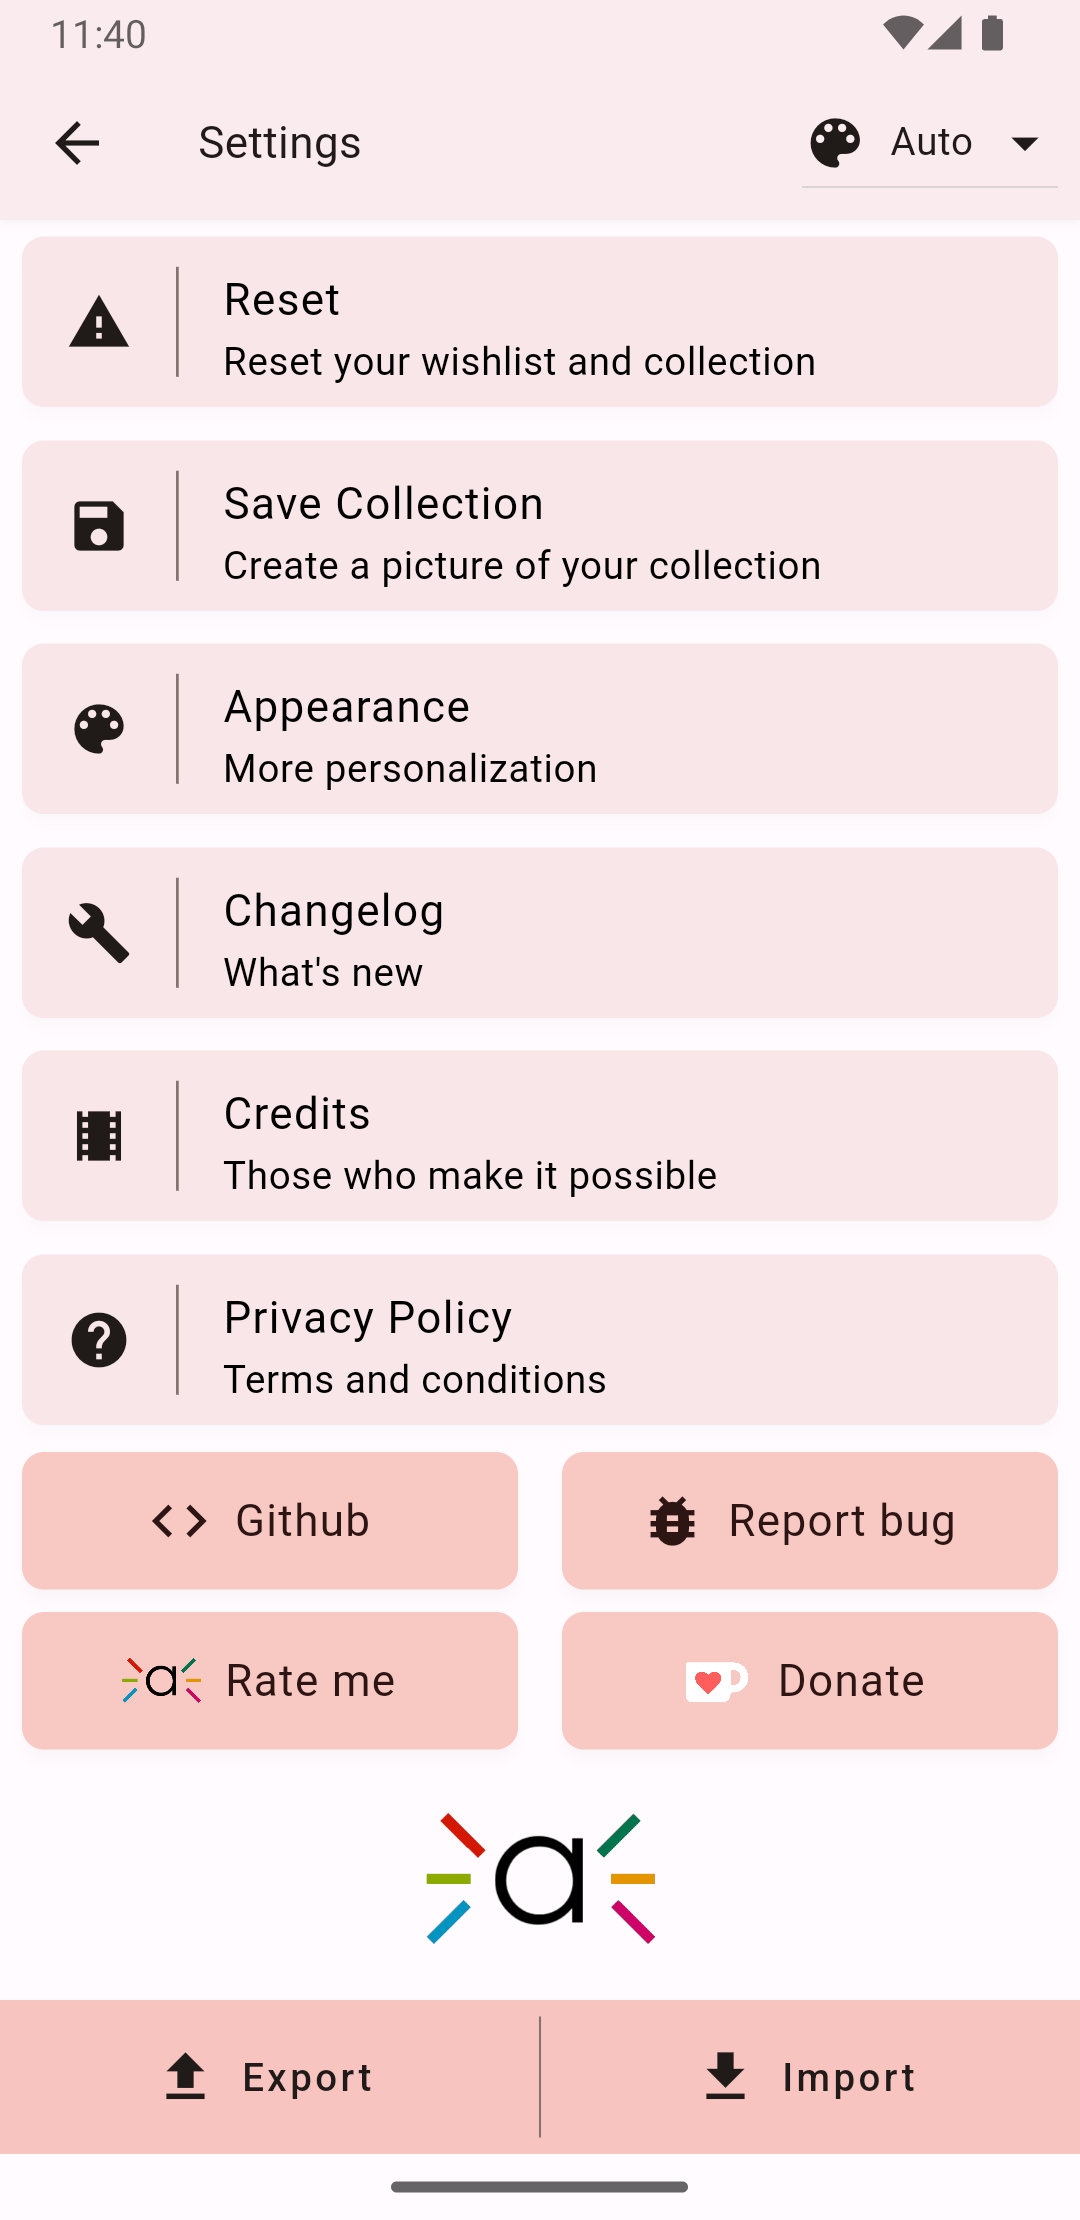 11:40
Settings
Auto
Reset
Reset your wishlist and collection
Save Collection
Create a picture of your collection
Appearance
More personalization
Changelog
What's new
Credits
Those who make it possible
Privacy Policy
Terms and conditions
Github
Report bug
a Rate me
Donate
a
Export
Import